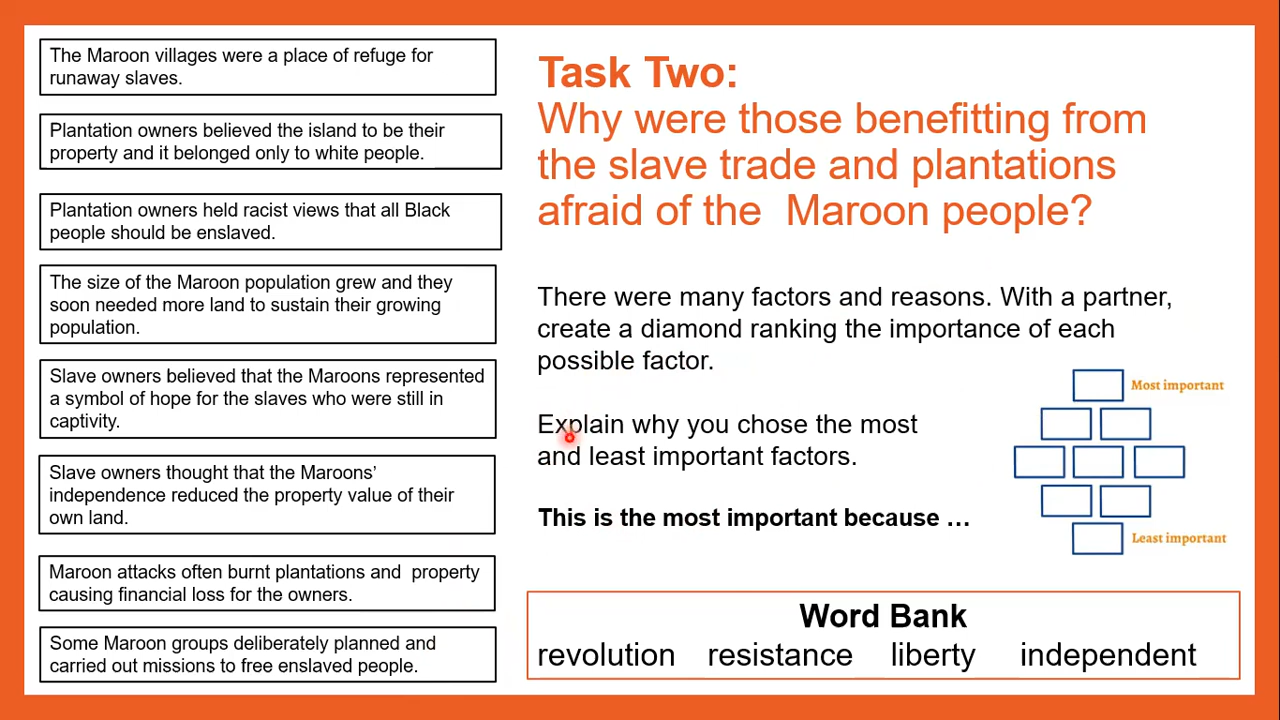 The Maroon villages were a place of refuge for
runaway slaves.
Plantation owners believed the island to be their
property and it belonged only to white people.
Plantation owners held racist views that all Black
people should be enslaved.
The size of the Maroon population grew and they
soon needed more land to sustain their growing
population.
Slave owners believed that the Maroons represented
a symbol of hope for the slaves who were still in
captivity.
Slave owners thought that the Maroons’
independence reduced the property value of their
own land.
Maroon attacks often burnt plantations and property
causing financial loss for the owners.
Some Maroon groups deliberately planned and
carried out missions to free enslaved people.
Task Two:
Why were those benefitting from
the slave trade and plantations
afraid of the Maroon people?
There were many factors and reasons. With a partner,
create a diamond ranking the importance of each
possible factor.
Explain why you chose the most
and least important factors.
This is the most important because …
Most important
Least important
Word Bank
revolution resistance liberty independent